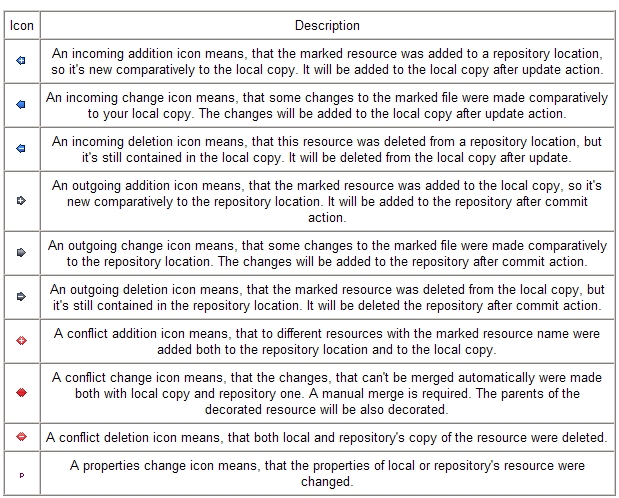 Icon Description
An incoming addition icon means, that the marked resource was added to a repository location,
so it's new comparatively to the local copy. It will be added to the local copy after update action.
An incoming change icon means, that some changes to the marked file were made comparatively
to your local copy. The changes will be added to the local copy after update action.
An incoming deletion icon means, that this resource was deleted from a repository location, but
it's still contained in the local copy. It will be deleted from the local copy after update.
An outgoing addition icon means, that the marked resource was added to the local copy, so it's
new comparatively to the repository location. It will be added to the repository after commit
action.
An outgoing change icon means, that some changes to the marked file were made comparatively
to the repository location. The changes will be added to the repository after commit action.
An outgoing deletion icon means, that the marked resource was deleted from the local copy, but
it's still contained in the repository location. It will be deleted the repository after commit action.
A conflict addition icon means, that to different resources with the marked resource name were
added both to the repository location and to the local copy.
A conflict change icon means, that the changes, that can't be merged automatically were made
both with local copy and repository one. A manual merge is required. The parents of the
decorated resource will be also decorated.
A conflict deletion icon means, that both local and repository's copy of the resource were deleted.
P A properties change icon means, that the properties of local or repository's resource were
changed.